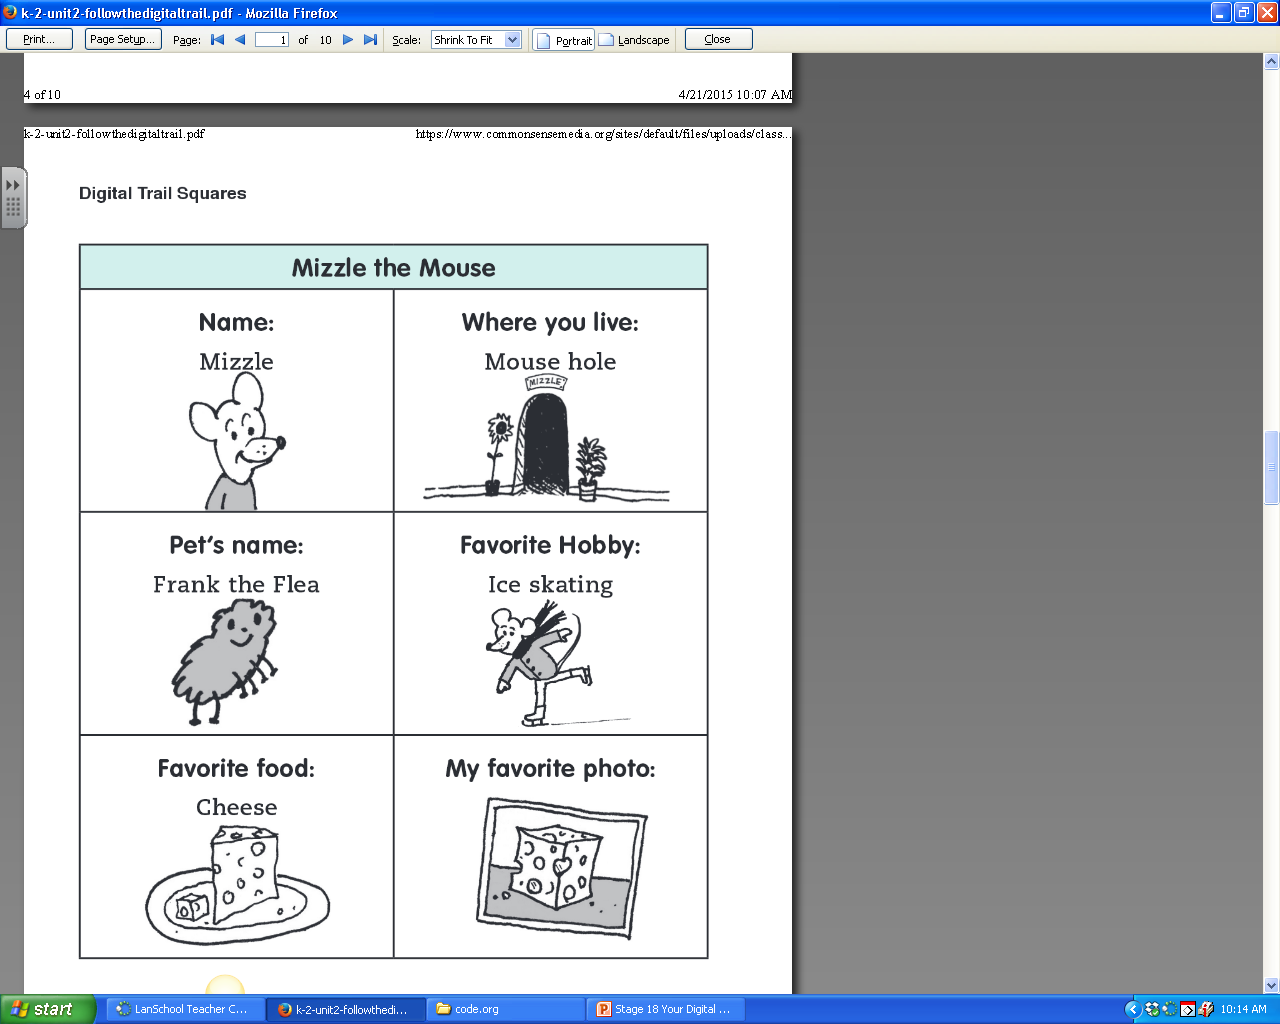 k-2-unit2-followthedigitaltrail.pdf - Mozilla Firefox
Print... Page Setup... Page: 1 of 10 Scale: Shrink To Fit Portrait Landscape Close
4 of 10 4/21/2015 10:07 AM
k-2-unit2-followthedigitaltrail.pdf https://www.commonsensemedia.org/sites/default/files/uploads/class...
Digital Trail Squares
Mizzle the Mouse
Name:
Mizzle
Where you live:
Mouse hole
MIZZLE
Pet's name:
Frank the Flea
Favorite Hobby:
Ice skating
Favorite food:
Cheese
My favorite photo:
start LanSchool Teacher C... k-2-unit2-followthedi... code.org Stage 18 Your Digital ... 10:14 AM